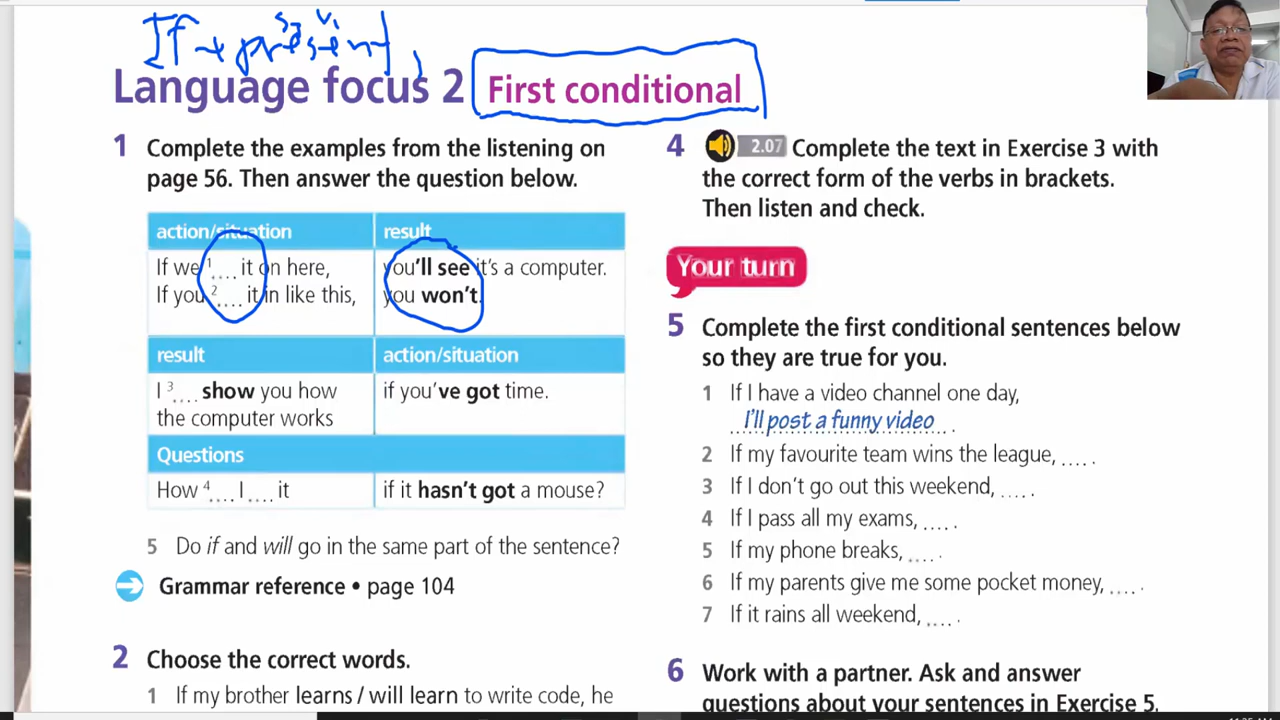 If + present,
Language focus 2 First conditional
1 Complete the examples from the listening on
page 56. Then answer the question below.
action/situation result
If we ¹.... it on here, you'll see it's a computer.
If you ².... it in like this, you won't.
result action/situation
I ³.... show you how if you've got time.
the computer works
Questions
How ⁴.... I .... it if it hasn't got a mouse?
5 Do if and will go in the same part of the sentence?
Grammar reference • page 104
2 Choose the correct words.
1 If my brother learns / will learn to write code, he
4 2.07 Complete the text in Exercise 3 with
the correct form of the verbs in brackets.
Then listen and check.
Your turn
5 Complete the first conditional sentences below
so they are true for you.
1 If I have a video channel one day,
I'll post a funny video .
2 If my favourite team wins the league, .... .
3 If I don't go out this weekend, .... .
4 If I pass all my exams, .... .
5 If my phone breaks, .... .
6 If my parents give me some pocket money, .... .
7 If it rains all weekend, .... .
6 Work with a partner. Ask and answer
questions about your sentences in Exercise 5.